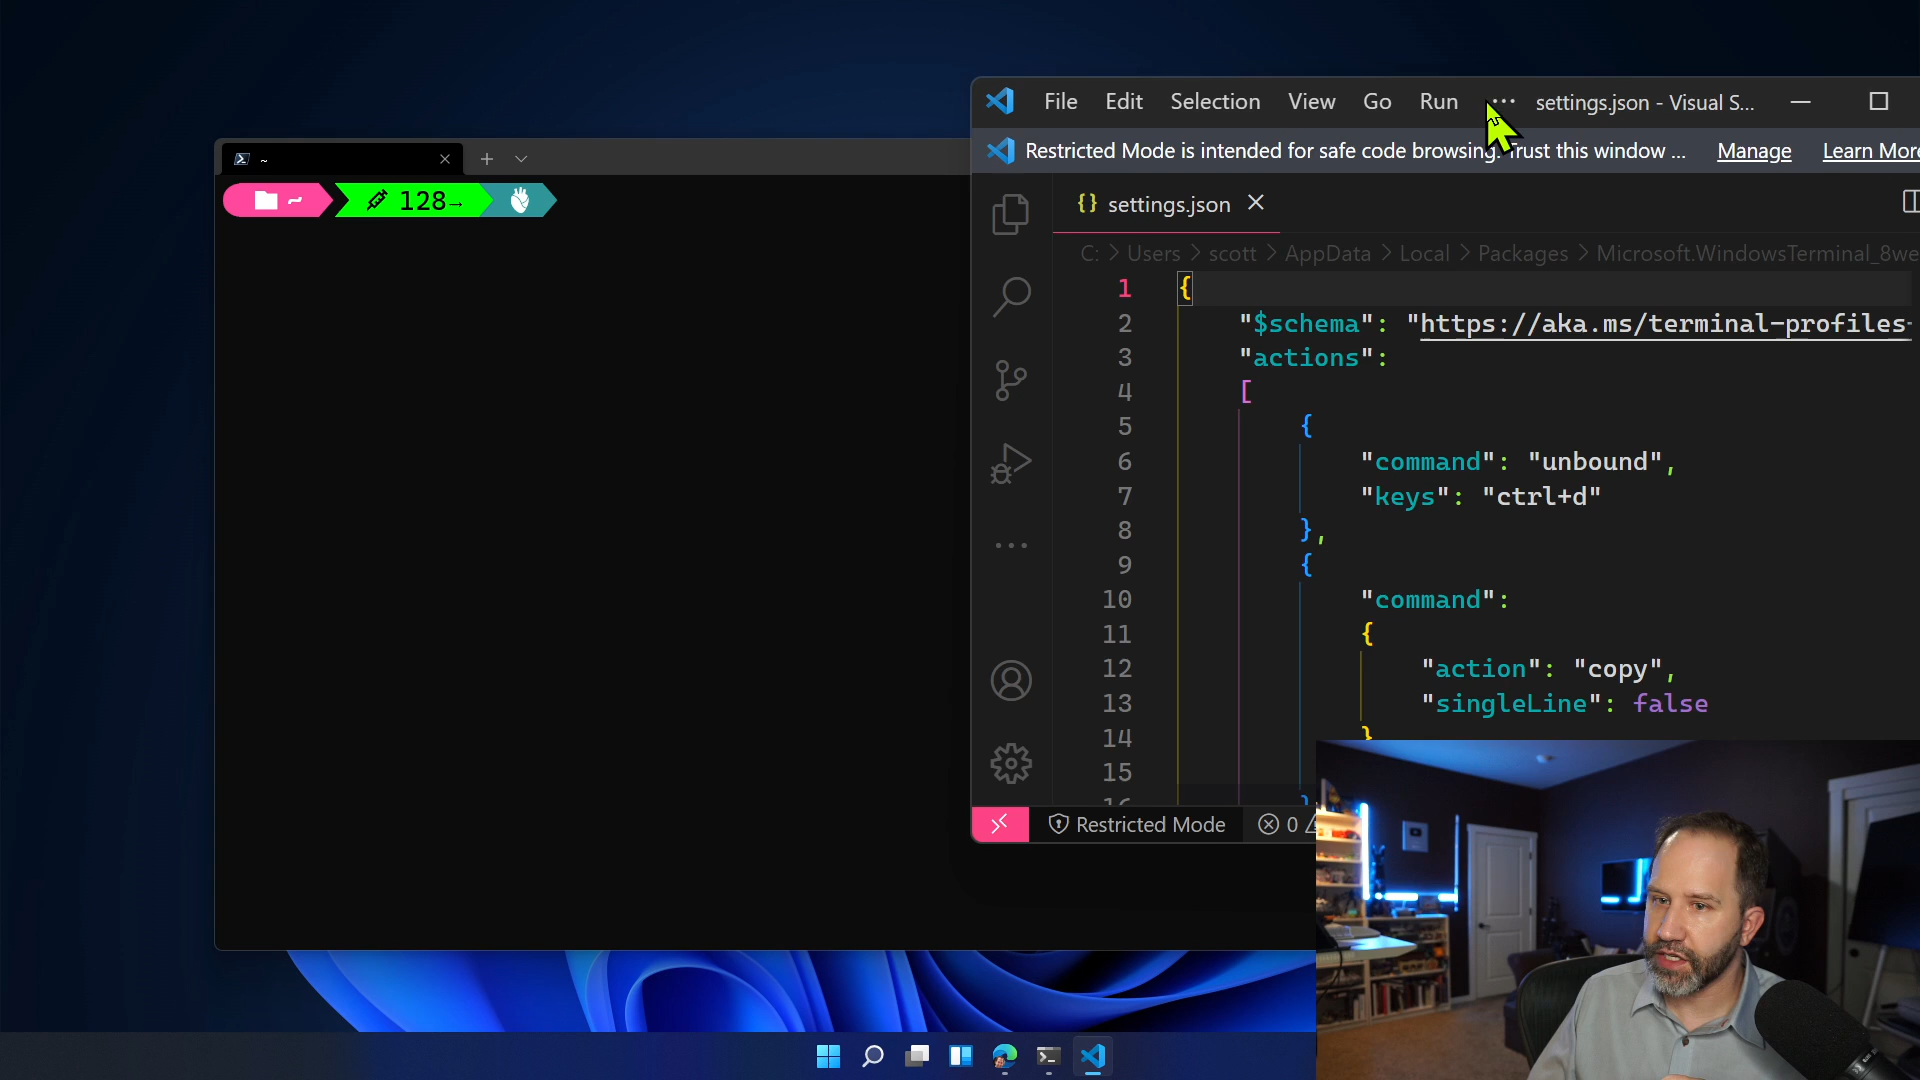 ~
~ 128→
File Edit Selection View Go Run ··· settings.json - Visual S...
Restricted Mode is intended for safe code browsing. Trust this window ... Manage Learn More
{} settings.json
C: > Users > scott > AppData > Local > Packages > Microsoft.WindowsTerminal_8we
1 {
2 "$schema": "https://aka.ms/terminal-profiles-
3 "actions":
4 [
5 {
6 "command": "unbound",
7 "keys": "ctrl+d"
8 },
9 {
10 "command":
11 {
12 "action": "copy",
13 "singleLine": false
14 }
15
16 }
Restricted Mode 0